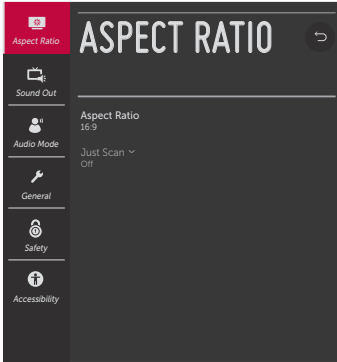 Aspect Ratio
Sound Out
Audio Mode
General
Safety
Accessibility
ASPECT RATIO
Aspect Ratio
16:9
Just Scan
Off